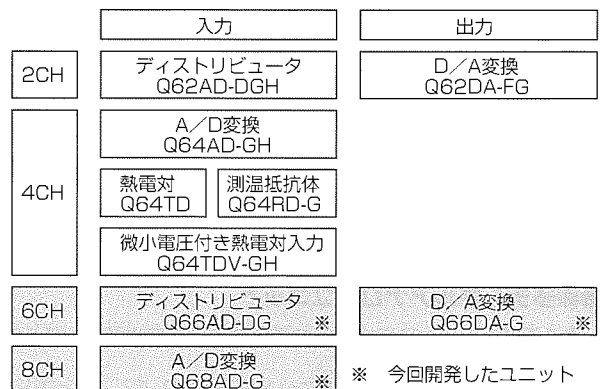 入力
出力
2CH
ディストリビュータ
Q62AD-DGH
D／A変換
Q62DA-FG
4CH
A／D変換
Q64AD-GH
熱電対
Q64TD
測温抵抗体
Q64RD-G
微小電圧付き熱電対入力
Q64TDV-GH
6CH
ディストリビュータ
Q66AD-DG ※
D／A変換
Q66DA-G ※
8CH
A／D変換
Q68AD-G ※
※ 今回開発したユニット